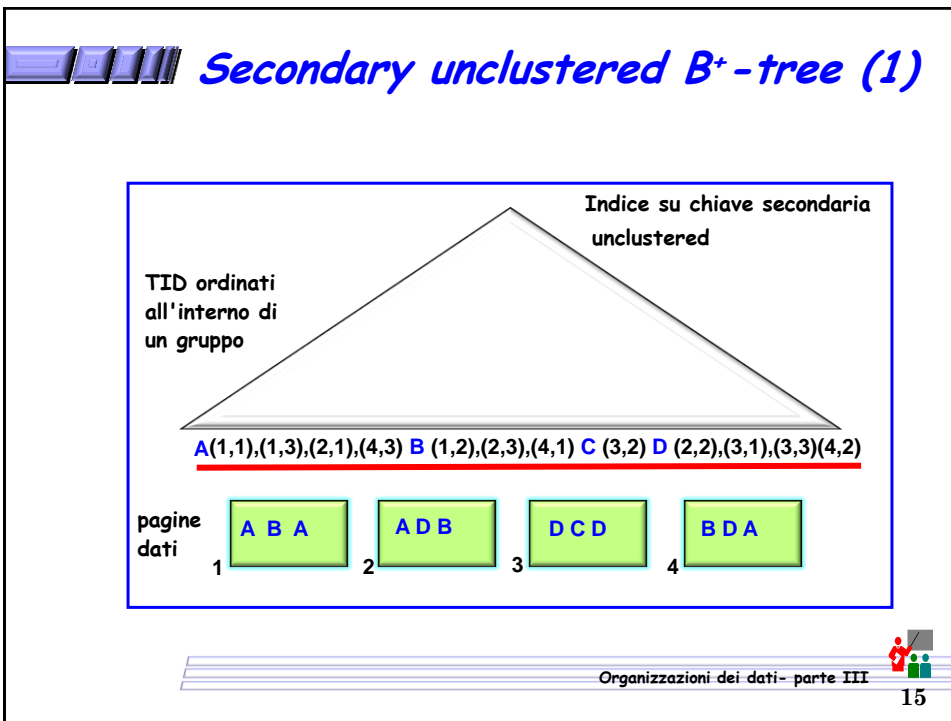 Secondary unclustered B+-tree (1)
Indice su chiave secondaria
unclustered
TID ordinati
all'interno di
un gruppo
A(1,1),(1,3),(2,1),(4,3) B (1,2),(2,3),(4,1) C (3,2) D (2,2),(3,1),(3,3)(4,2)
pagine
dati
1
A B A
2
A D B
3
D C D
4
B D A
Organizzazioni dei dati- parte III
15